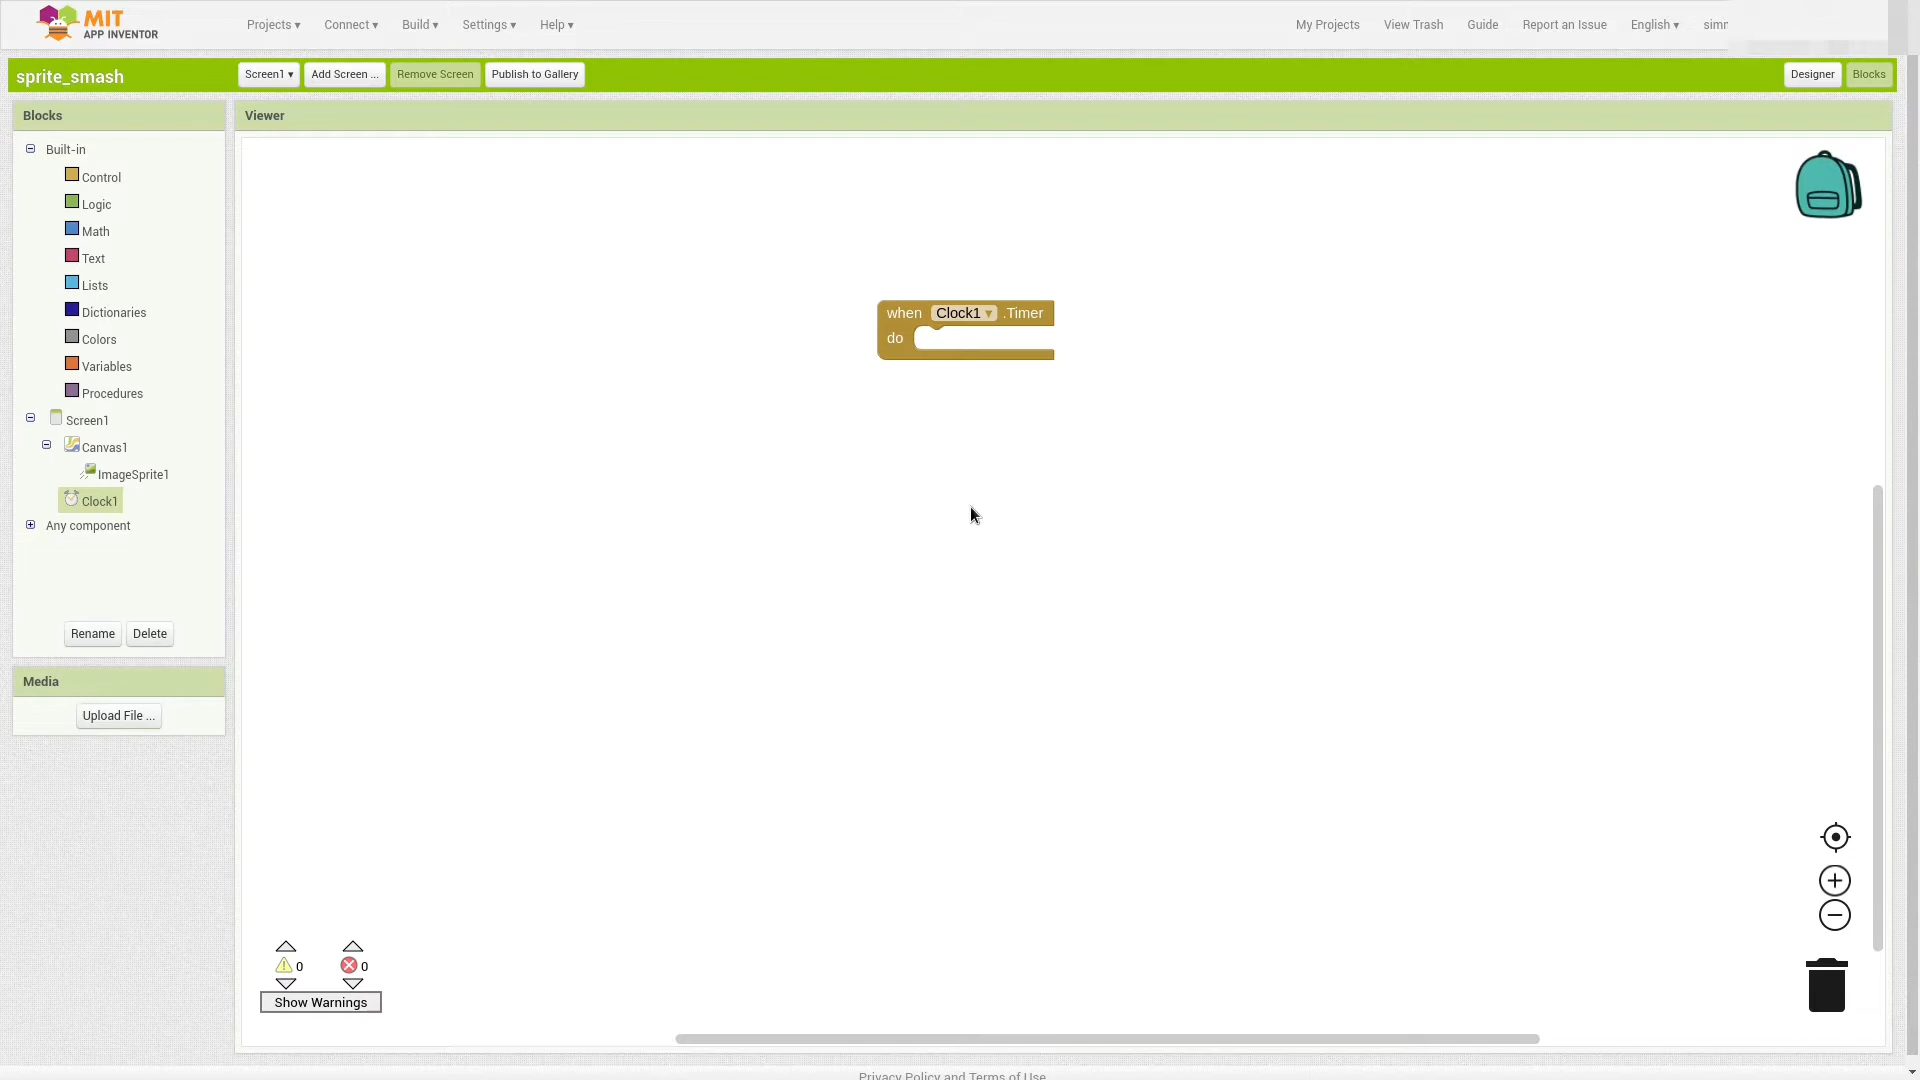 MIT
APP INVENTOR
Projects ▾ Connect ▾ Build ▾ Settings ▾ Help ▾ My Projects View Trash Guide Report an Issue English ▾
sprite_smash Screen1 ▾ Add Screen ... Remove Screen Publish to Gallery Designer Blocks
Blocks
Viewer
Built-in
Control
Logic
Math
Text
Lists
Dictionaries
Colors
Variables
Procedures
Screen1
Canvas1
ImageSprite1
Clock1
Any component
Rename Delete
Media
Upload File ...
when Clock1 ▾ .Timer
do
0 0
Show Warnings
Privacy Policy and Terms of Use